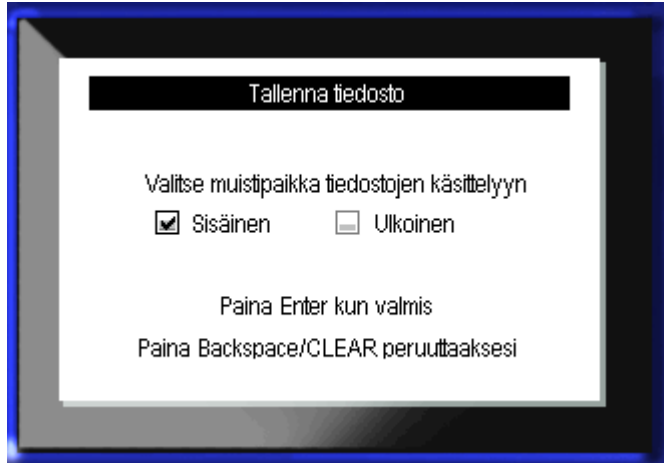 Tallenna tiedosto
Valitse muistipaikka tiedostojen käsittelyyn
Sisäinen Ulkoinen
Paina Enter kun valmis
Paina Backspace/CLEAR peruuttaaksesi